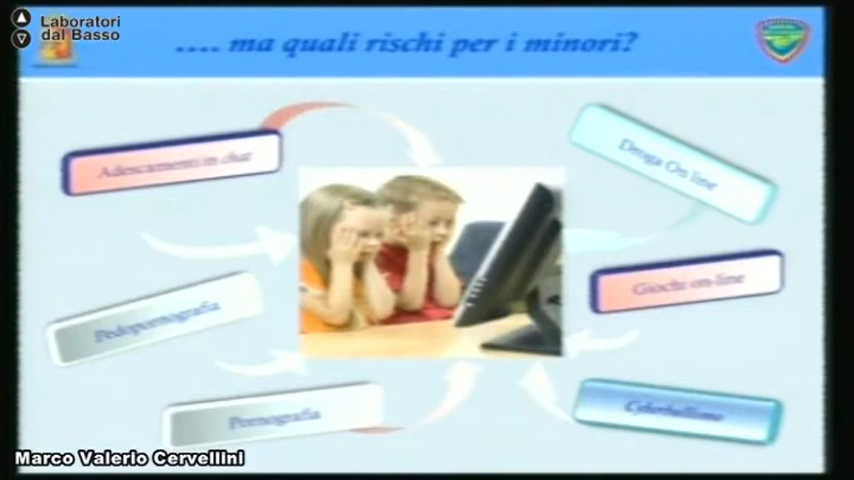 Laboratori
dal Basso
.... ma quali rischi per i minori?
Adescamenti in chat
Droga On line
Giochi on-line
Pedopornografia
Pornografia
Cyberbullismo
Marco Valerio Cervellini